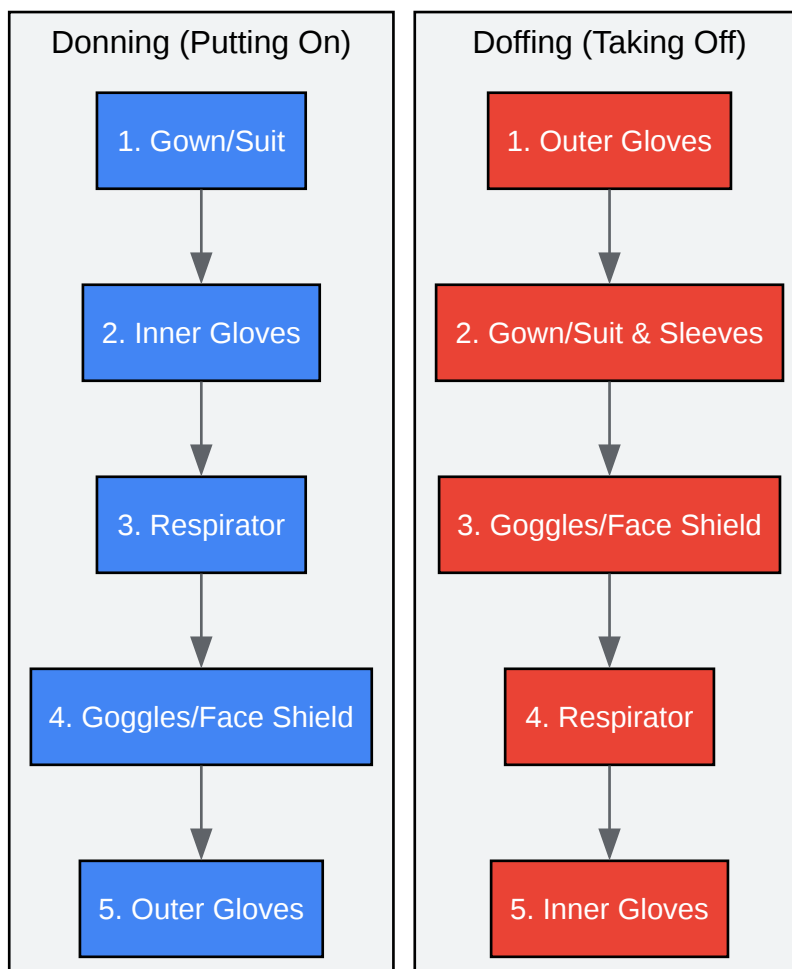 Donning (Putting On)
1. Gown/Suit
2. Inner Gloves
3. Respirator
4. Goggles/Face Shield
5. Outer Gloves
Doffing (Taking Off)
1. Outer Gloves
2. Gown/Suit & Sleeves
3. Goggles/Face Shield
4. Respirator
5. Inner Gloves